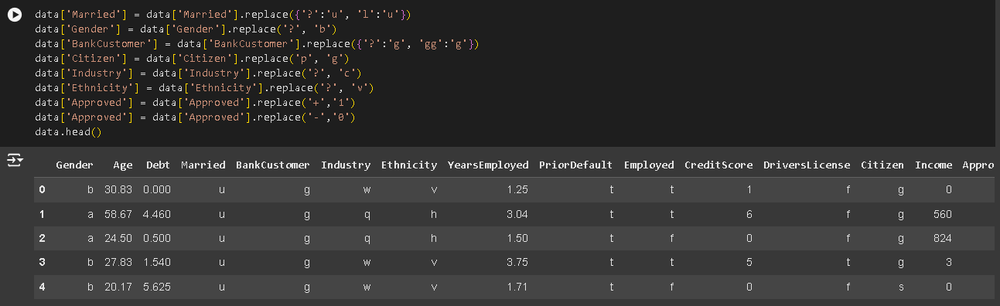 data['Married'] = data['Married'].replace({'?':'u', 'l':'u'})
data['Gender'] = data['Gender'].replace('?', 'b')
data['BankCustomer'] = data['BankCustomer'].replace({'?':'g', 'gg':'g'})
data['Citizen'] = data['Citizen'].replace('p', 'g')
data['Industry'] = data['Industry'].replace('?', 'c')
data['Ethnicity'] = data['Ethnicity'].replace('?', 'v')
data['Approved'] = data['Approved'].replace('+','1')
data['Approved'] = data['Approved'].replace('-','0')
data.head()
Gender Age Debt Married BankCustomer Industry Ethnicity YearsEmployed PriorDefault Employed CreditScore DriversLicense Citizen Income Appro
0 b 30.83 0.000 u g w v 1.25 t t 1 f g 0
1 a 58.67 4.460 u g q h 3.04 t t 6 f g 560
2 a 24.50 0.500 u g q h 1.50 t f 0 f g 824
3 b 27.83 1.540 u g w v 3.75 t t 5 t g 3
4 b 20.17 5.625 u g w v 1.71 t f 0 f s 0